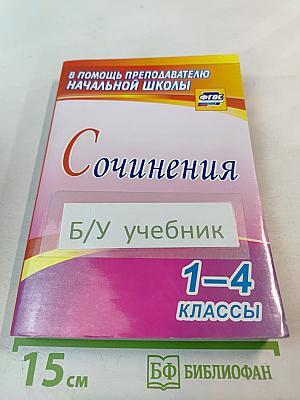 В ПОМОЩЬ ПРЕПОДАВАТЕЛЮ
НАЧАЛЬНОЙ ШКОЛЫ
ФГОС
Сочинения
Б/У учебник
1–4
КЛАССЫ
15 см
БФ БИБЛИОФАН